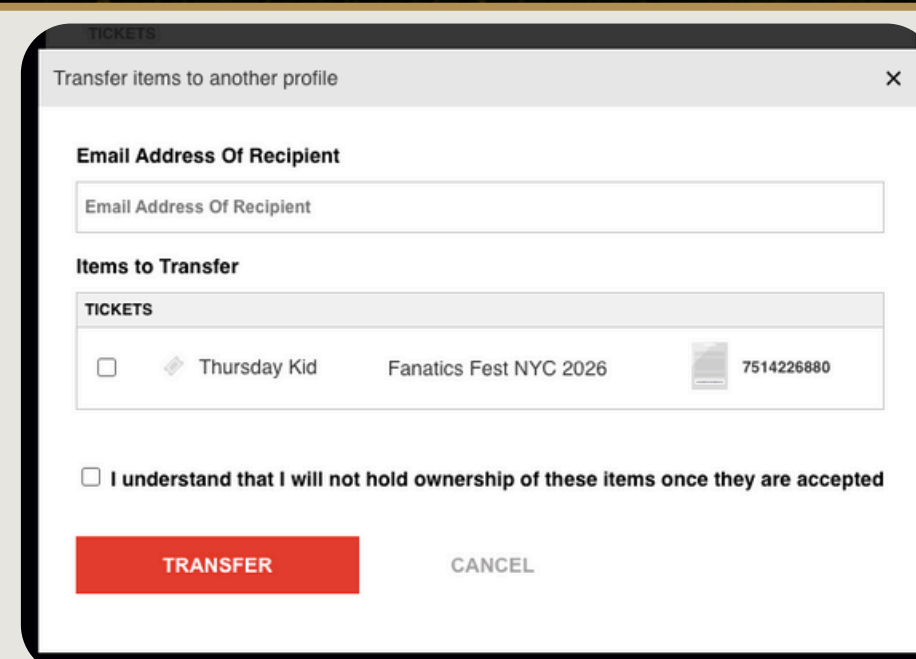 TICKETS
Transfer items to another profile ×
Email Address Of Recipient
Email Address Of Recipient
Items to Transfer
TICKETS
Thursday Kid Fanatics Fest NYC 2026 7514226880
I understand that I will not hold ownership of these items once they are accepted
TRANSFER CANCEL